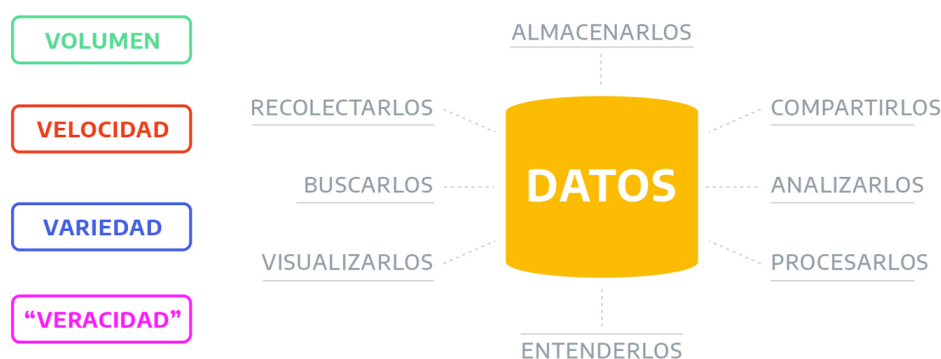 VOLUMEN
VELOCIDAD
VARIEDAD
“VERACIDAD”
ALMACENARLOS
RECOLECTARLOS
COMPARTIRLOS
BUSCARLOS
DATOS
ANALIZARLOS
VISUALIZARLOS
PROCESARLOS
ENTENDERLOS